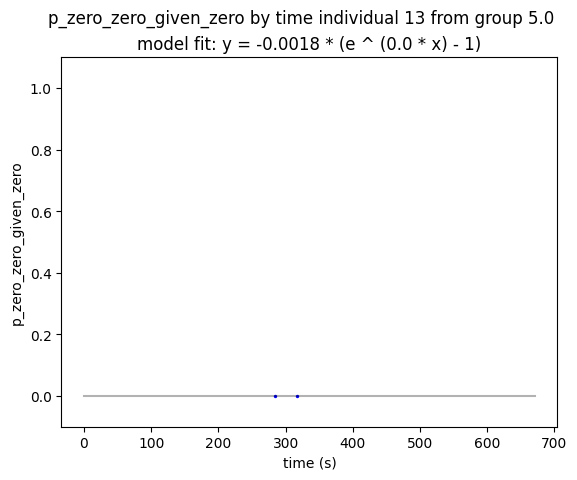 p_zero_zero_given_zero by time individual 13 from group 5.0
model fit: y = -0.0018 * (e ^ (0.0 * x) - 1)
1.0
0.8
0.6
0.4
0.2
0.0
p_zero_zero_given_zero
0 100 200 300 400 500 600 700
time (s)